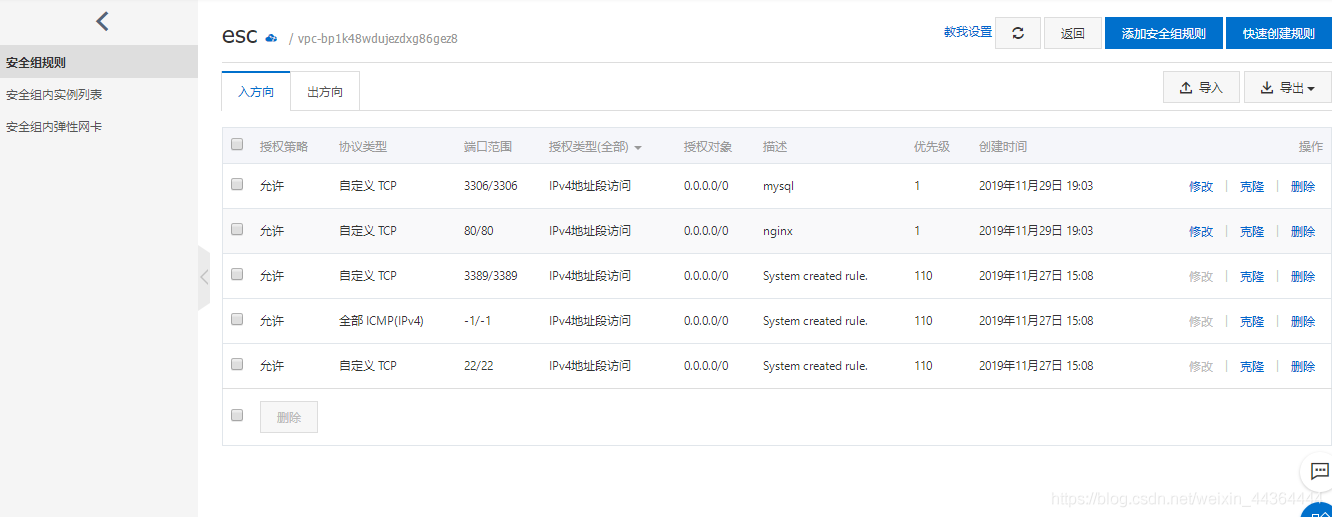 esc / vpc-bp1k48wdujezdxg86gez8 教我设置 返回 添加安全组规则 快速创建规则
安全组规则
安全组内实例列表
安全组内弹性网卡
入方向 出方向 导入 导出
授权策略 协议类型 端口范围 授权类型(全部) 授权对象 描述 优先级 创建时间 操作
允许 自定义 TCP 3306/3306 IPv4地址段访问 0.0.0.0/0 mysql 1 2019年11月29日 19:03 修改 | 克隆 | 删除
允许 自定义 TCP 80/80 IPv4地址段访问 0.0.0.0/0 nginx 1 2019年11月29日 19:03 修改 | 克隆 | 删除
允许 自定义 TCP 3389/3389 IPv4地址段访问 0.0.0.0/0 System created rule. 110 2019年11月27日 15:08 修改 | 克隆 | 删除
允许 全部 ICMP(IPv4) -1/-1 IPv4地址段访问 0.0.0.0/0 System created rule. 110 2019年11月27日 15:08 修改 | 克隆 | 删除
允许 自定义 TCP 22/22 IPv4地址段访问 0.0.0.0/0 System created rule. 110 2019年11月27日 15:08 修改 | 克隆 | 删除
删除
https://blog.csdn.net/weixin_44364444